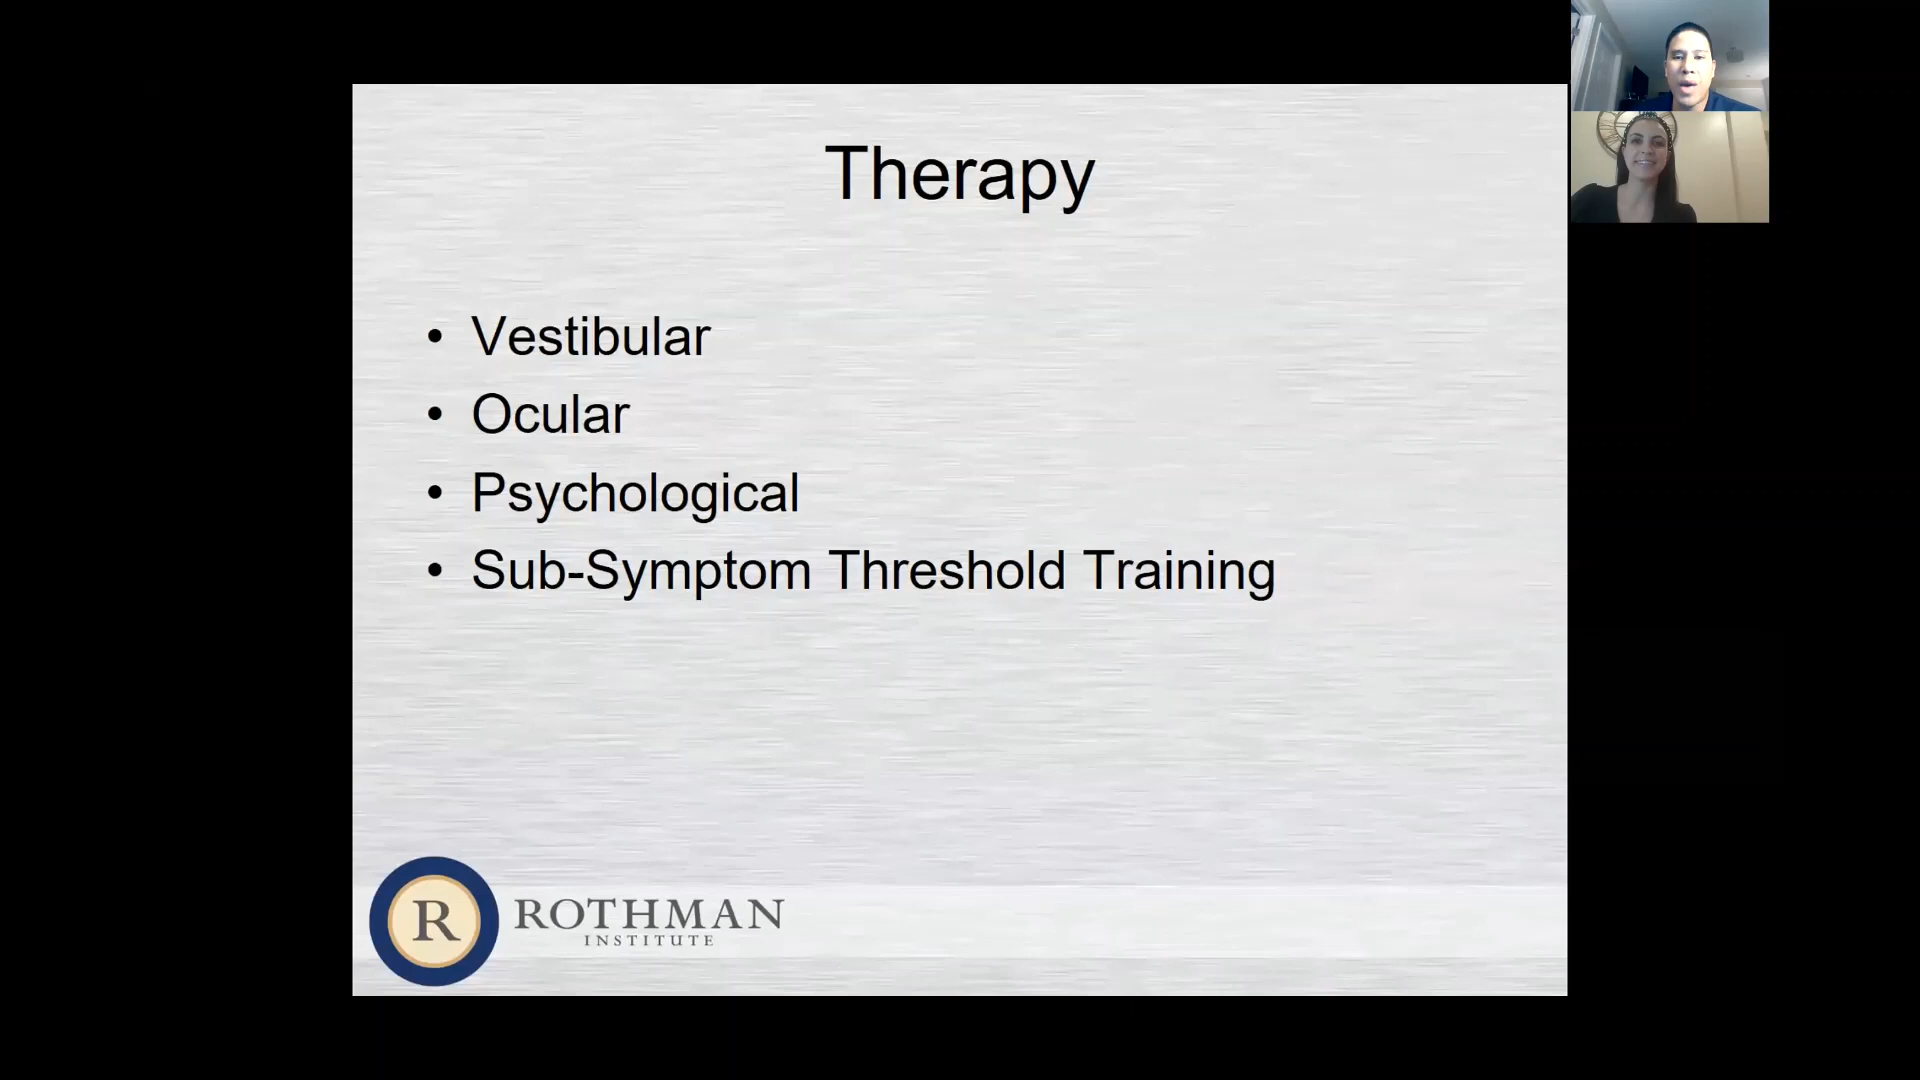 Therapy
• Vestibular
• Ocular
• Psychological
• Sub-Symptom Threshold Training
R
ROTHMAN
INSTITUTE